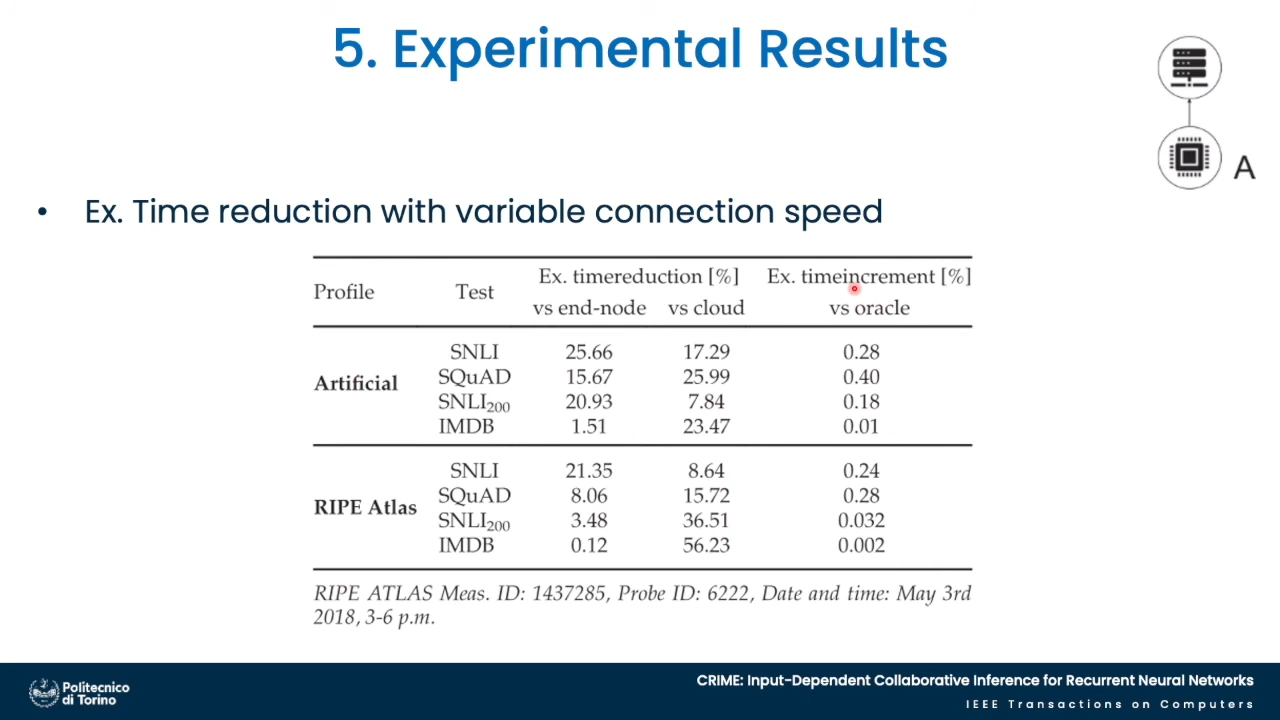 5. Experimental Results
A
• Ex. Time reduction with variable connection speed
Profile Test Ex. timereduction [%] Ex. timeincrement [%]
vs end-node vs cloud vs oracle
Artificial
SNLI 25.66 17.29 0.28
SQuAD 15.67 25.99 0.40
SNLI200 20.93 7.84 0.18
IMDB 1.51 23.47 0.01
RIPE Atlas
SNLI 21.35 8.64 0.24
SQuAD 8.06 15.72 0.28
SNLI200 3.48 36.51 0.032
IMDB 0.12 56.23 0.002
RIPE ATLAS Meas. ID: 1437285, Probe ID: 6222, Date and time: May 3rd
2018, 3-6 p.m.
Politecnico
di Torino
CRIME: Input-Dependent Collaborative Inference for Recurrent Neural Networks
IEEE Transactions on Computers